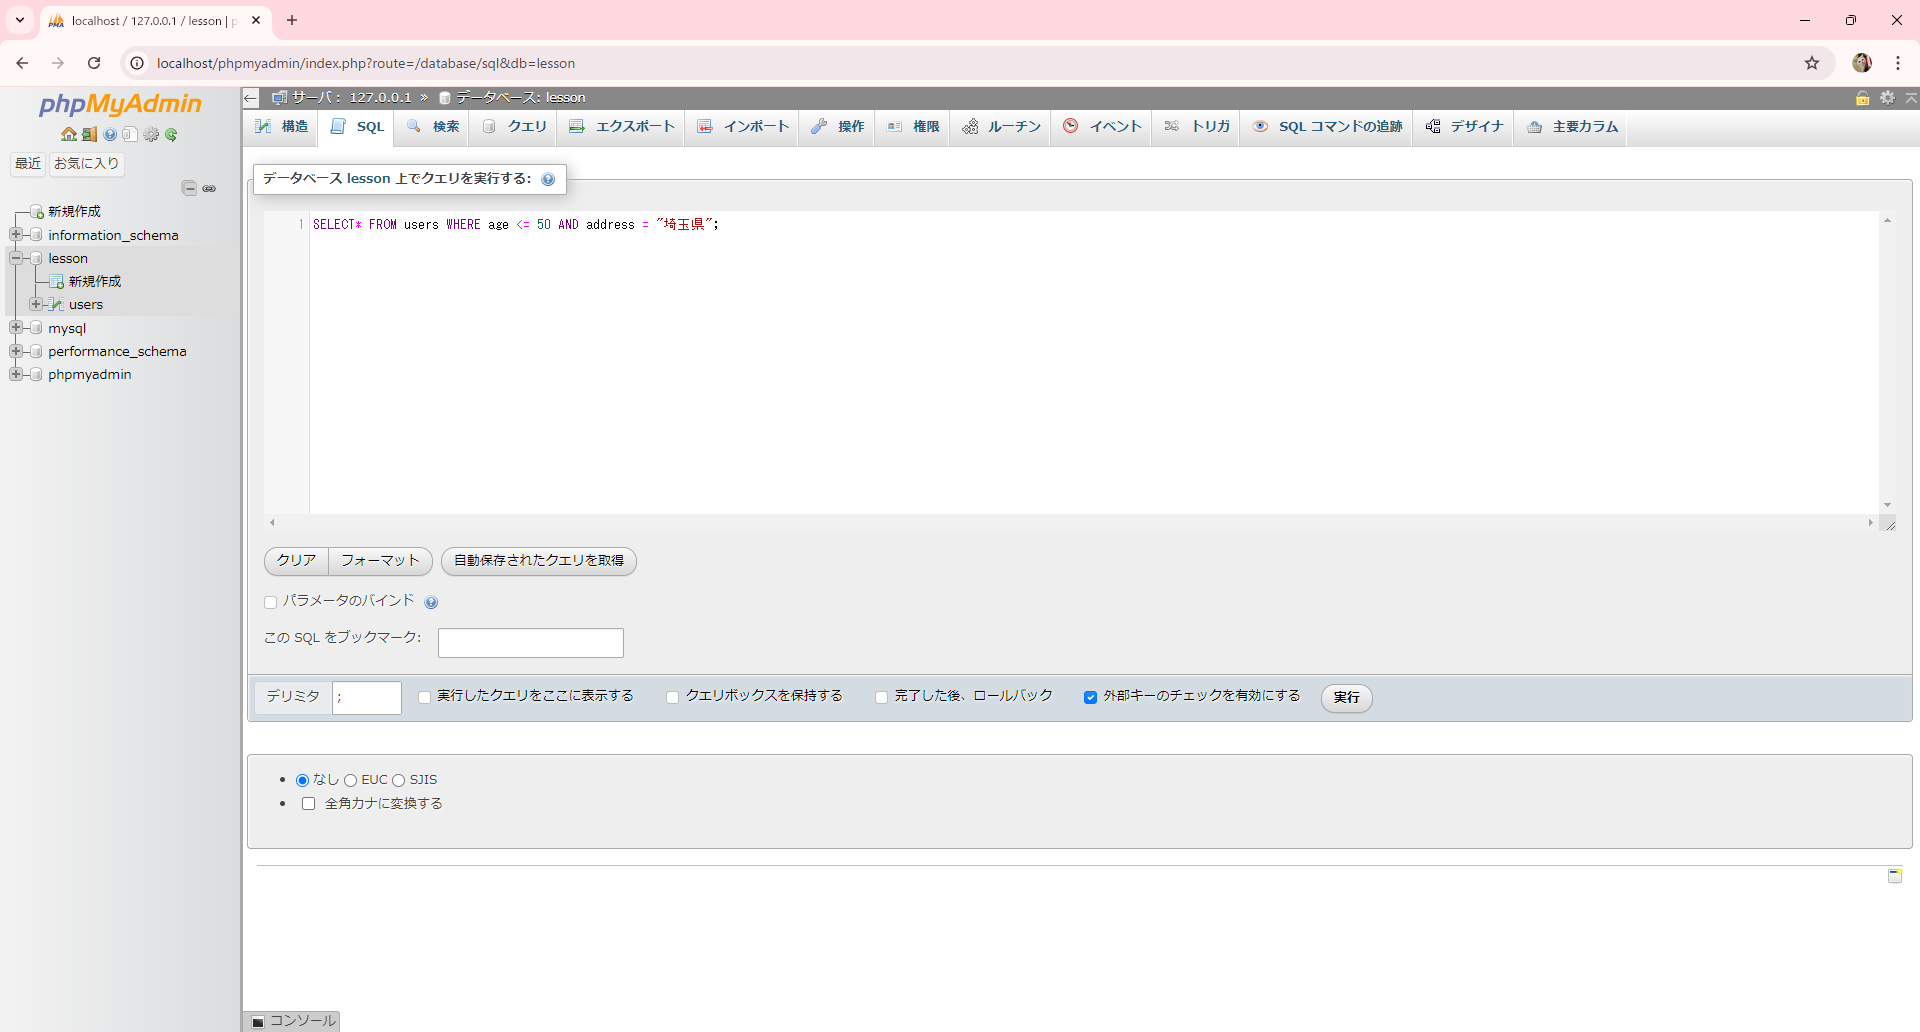 localhost / 127.0.0.1 / lesson | p
localhost/phpmyadmin/index.php?route=/database/sql&db=lesson
phpMyAdmin
最近 お気に入り
新規作成
information_schema
lesson
新規作成
users
mysql
performance_schema
phpmyadmin
サーバ: 127.0.0.1 » データベース: lesson
構造 SQL 検索 クエリ エクスポート インポート 操作 権限 ルーチン イベント トリガ SQL コマンドの追跡 デザイナ 主要カラム
データベース lesson 上でクエリを実行する:
1 SELECT* FROM users WHERE age <= 50 AND address = "埼玉県";
クリア フォーマット 自動保存されたクエリを取得
パラメータのバインド
この SQL をブックマーク:
デリミタ ; 実行したクエリをここに表示する クエリボックスを保持する 完了した後、ロールバック 外部キーのチェックを有効にする 実行
なし EUC SJIS
全角カナに変換する
コンソール